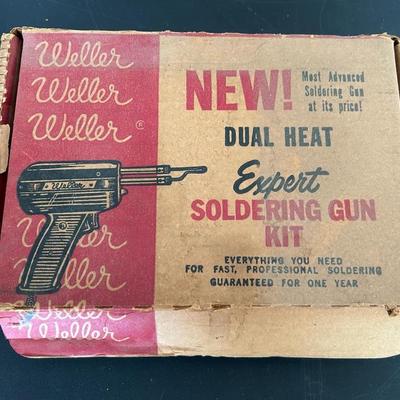 Weller
Weller
Weller®
Weller
Weller
Weller
Weller
Weller
NEW!
Most Advanced
Soldering Gun
at its price!
DUAL HEAT
Expert
SOLDERING GUN
KIT
EVERYTHING YOU NEED
FOR FAST, PROFESSIONAL SOLDERING
GUARANTEED FOR ONE YEAR